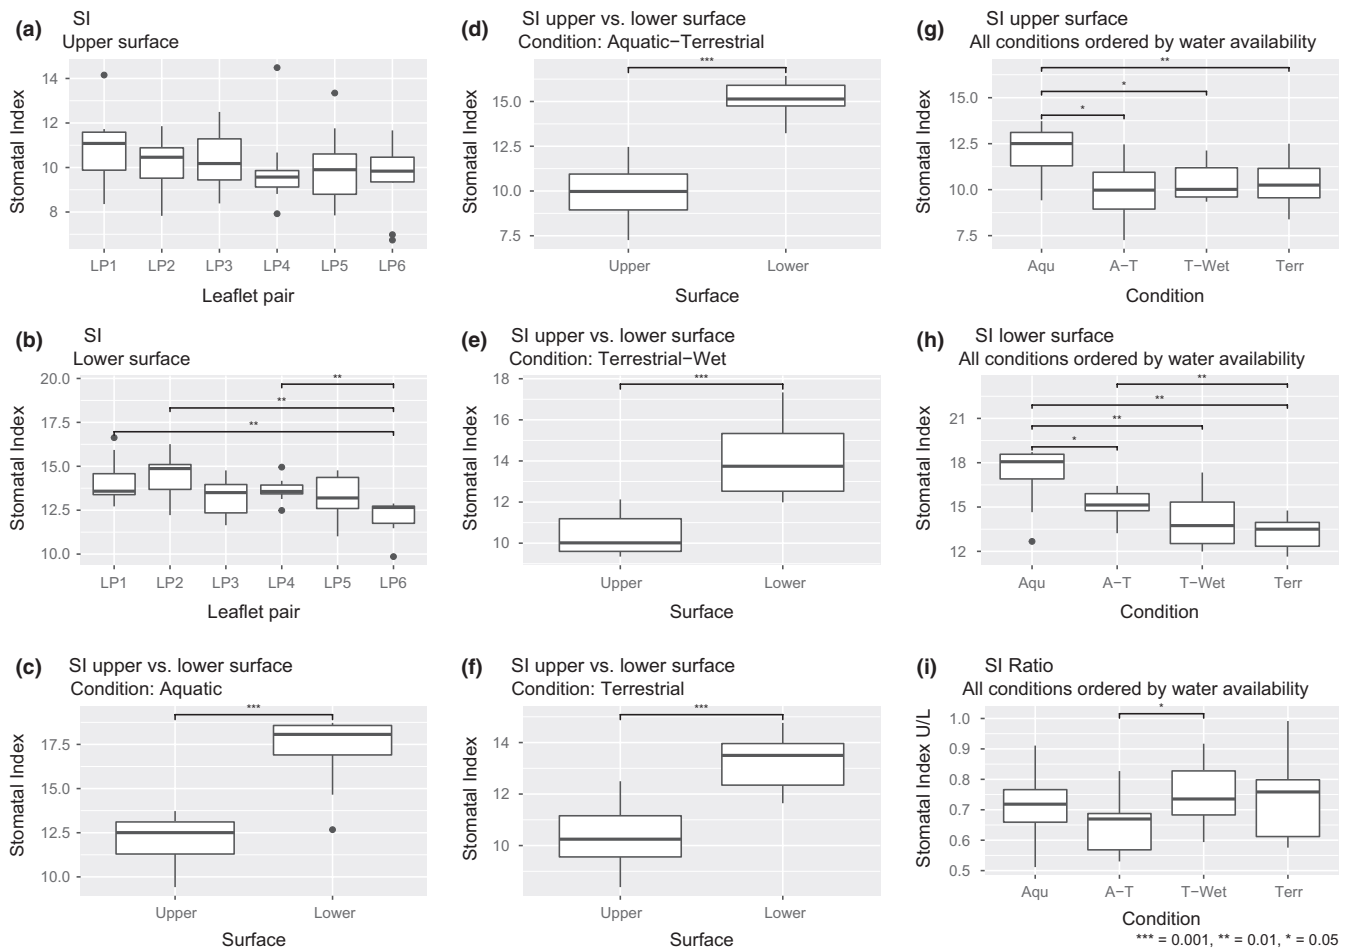 (a) SI
Upper surface
Stomatal Index
14
12
10
8
LP1 LP2 LP3 LP4 LP5 LP6
Leaflet pair
(b) SI
Lower surface
Stomatal Index
20.0
17.5
15.0
12.5
10.0
**
**
**
LP1 LP2 LP3 LP4 LP5 LP6
Leaflet pair
(c) SI upper vs. lower surface
Condition: Aquatic
Stomatal Index
17.5
15.0
12.5
10.0
***
Upper Lower
Surface
(d) SI upper vs. lower surface
Condition: Aquatic−Terrestrial
Stomatal Index
15.0
12.5
10.0
7.5
***
Upper Lower
Surface
(e) SI upper vs. lower surface
Condition: Terrestrial−Wet
Stomatal Index
18
16
14
12
10
***
Upper Lower
Surface
(f) SI upper vs. lower surface
Condition: Terrestrial
Stomatal Index
14
12
10
***
Upper Lower
Surface
(g) SI upper surface
All conditions ordered by water availability
Stomatal Index
15.0
12.5
10.0
7.5
**
*
*
Aqu A−T T−Wet Terr
Condition
(h) SI lower surface
All conditions ordered by water availability
Stomatal Index
21
18
15
12
**
**
**
*
Aqu A−T T−Wet Terr
Condition
(i) SI Ratio
All conditions ordered by water availability
Stomatal Index U/L
1.0
0.9
0.8
0.7
0.6
0.5
*
Aqu A−T T−Wet Terr
Condition
*** = 0.001, ** = 0.01, * = 0.05